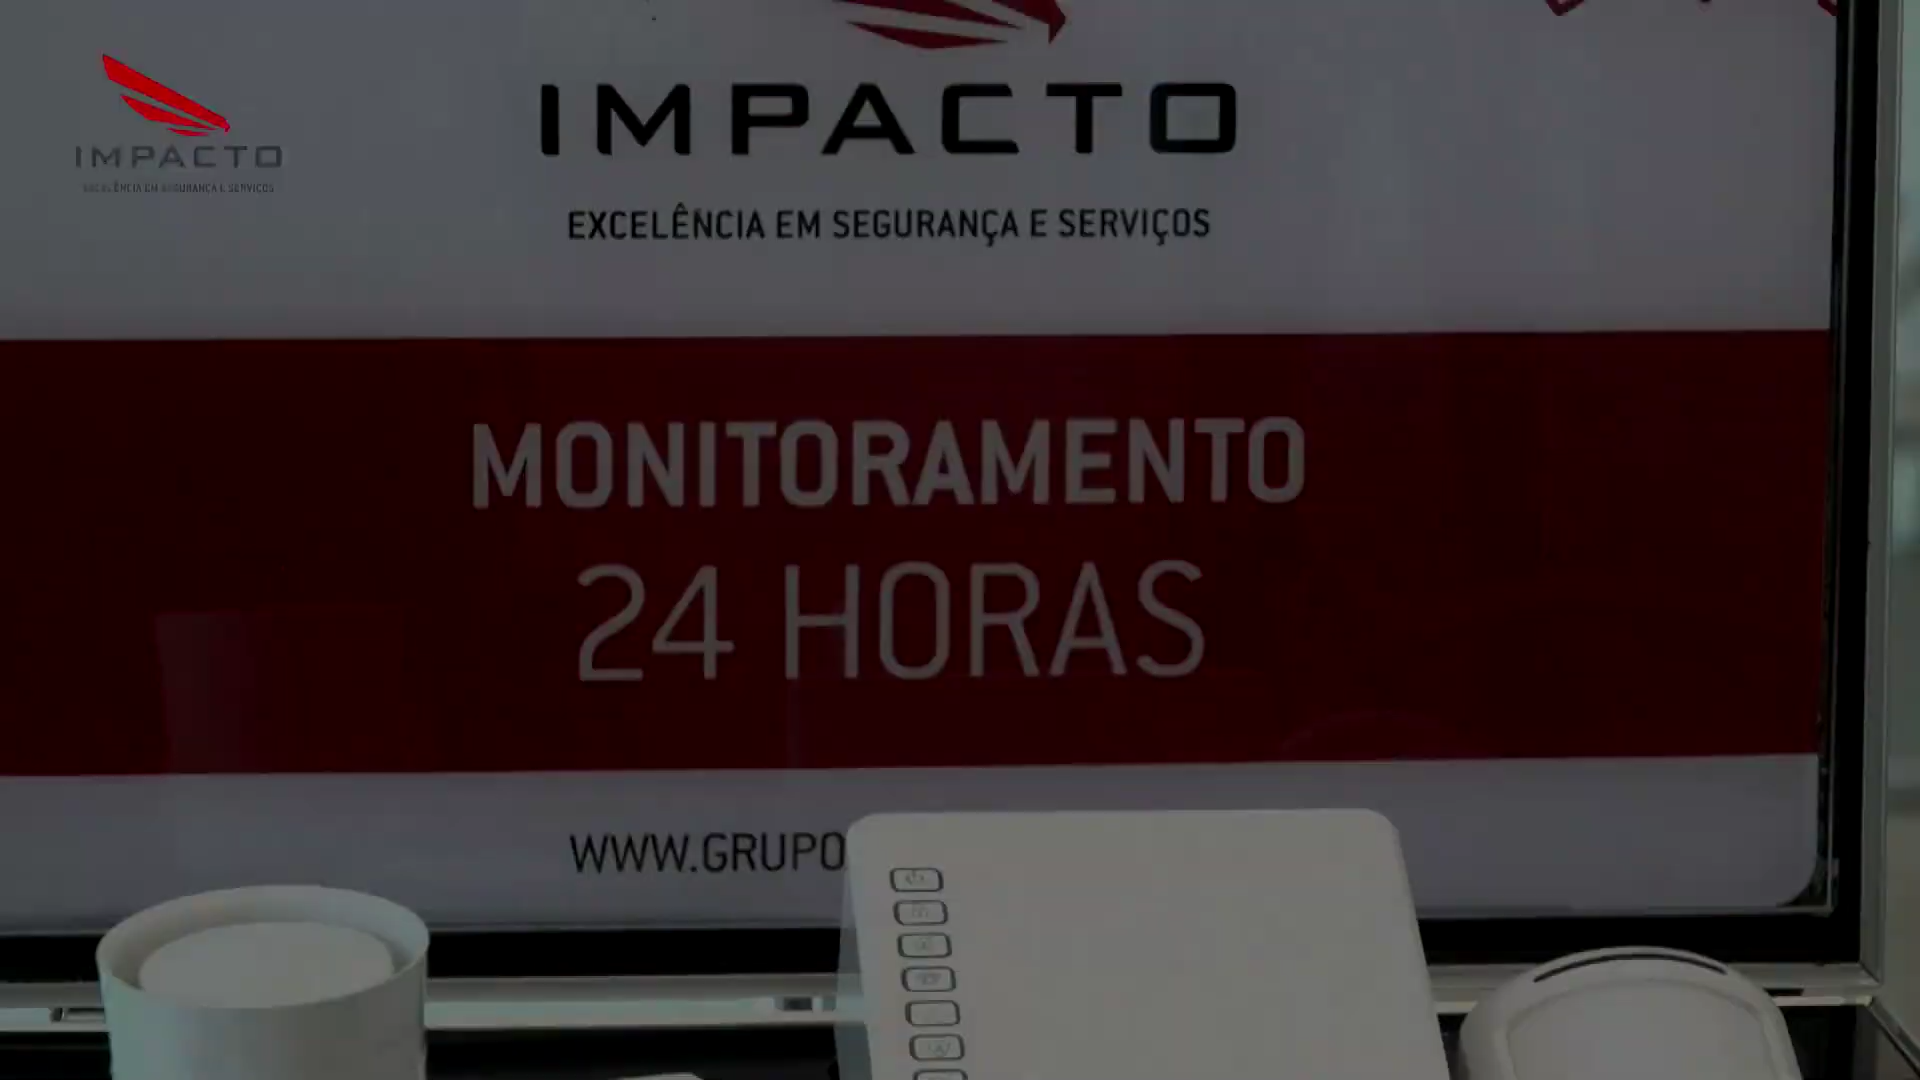 IMPACTO
EXCELÊNCIA EM SEGURANÇA E SERVIÇOS
IMPACTO
EXCELÊNCIA EM SEGURANÇA E SERVIÇOS
MONITORAMENTO
24 HORAS
WWW.GRUPO